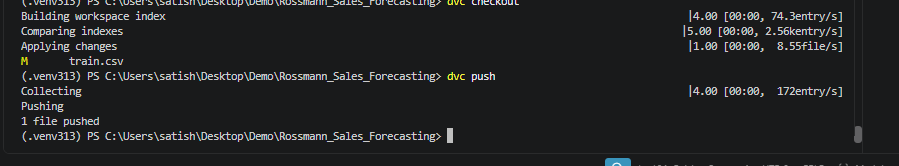 (.venv313) PS C:\Users\satish\Desktop\Demo\Rossmann_Sales_Forecasting> dvc checkout
Building workspace index |4.00 [00:00, 74.3entry/s]
Comparing indexes |5.00 [00:00, 2.56kentry/s]
Applying changes |1.00 [00:00, 8.55file/s]
M train.csv
(.venv313) PS C:\Users\satish\Desktop\Demo\Rossmann_Sales_Forecasting> dvc push
Collecting |4.00 [00:00, 172entry/s]
Pushing
1 file pushed
(.venv313) PS C:\Users\satish\Desktop\Demo\Rossmann_Sales_Forecasting>